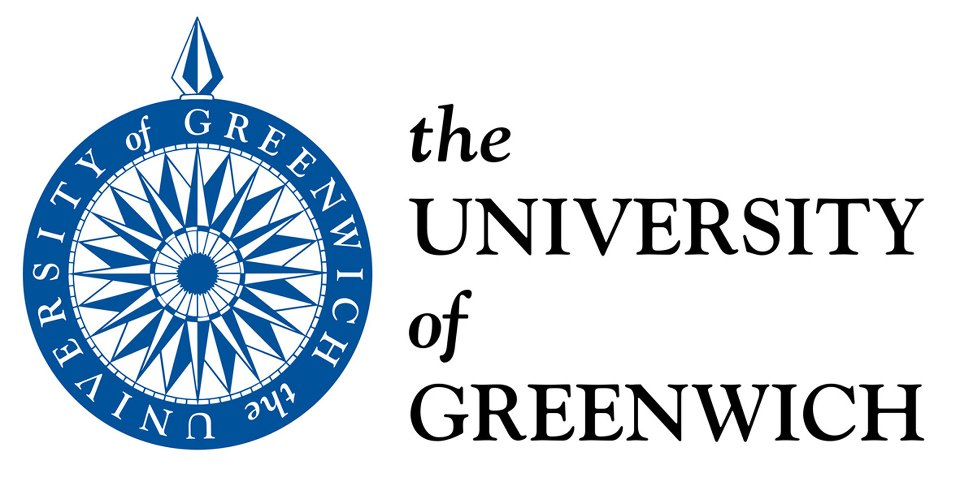 the UNIVERSITY of GREENWICH
the
UNIVERSITY
of
GREENWICH